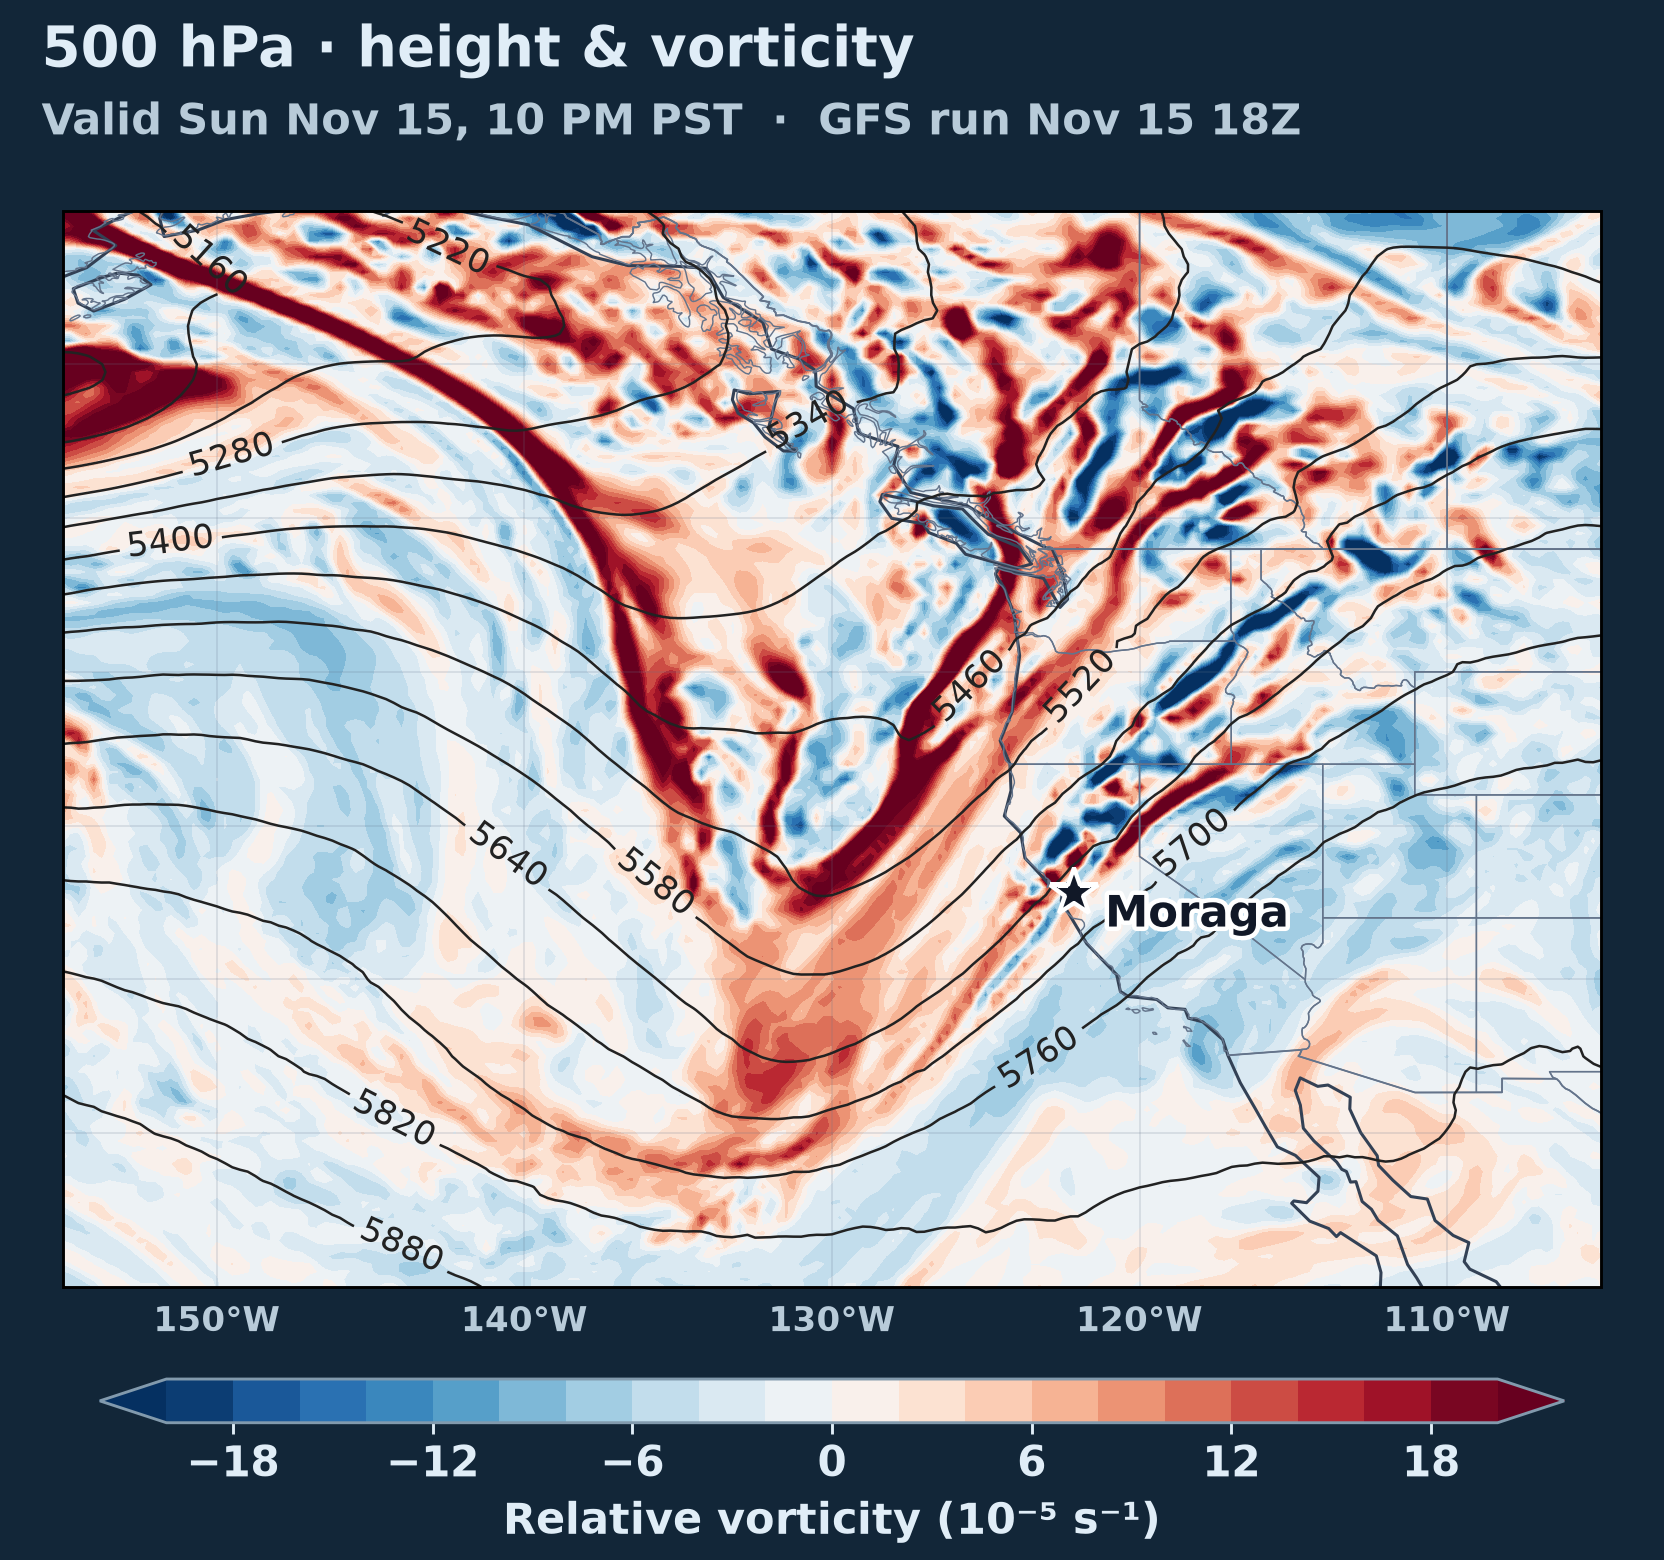 500 hPa · height & vorticity
Valid Sun Nov 15, 10 PM PST · GFS run Nov 15 18Z
5160
5220
5280
5340
5400
5460
5520
5580
5640
5700
5760
5820
5880
Moraga
150°W 140°W 130°W 120°W 110°W
−18 −12 −6 0 6 12 18
Relative vorticity (10⁻⁵ s⁻¹)